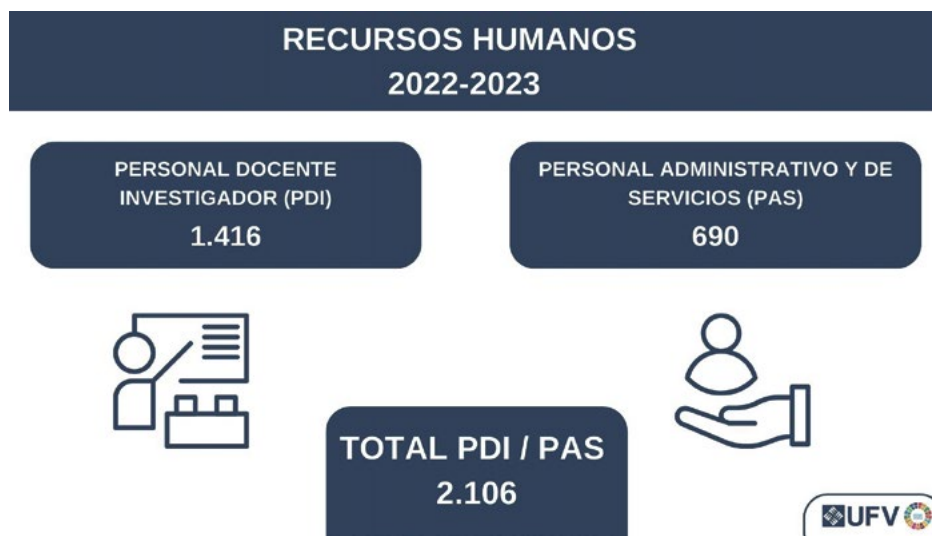 RECURSOS HUMANOS
2022-2023
PERSONAL DOCENTE
INVESTIGADOR (PDI)
1.416
PERSONAL ADMINISTRATIVO Y DE
SERVICIOS (PAS)
690
TOTAL PDI / PAS
2.106
UFV